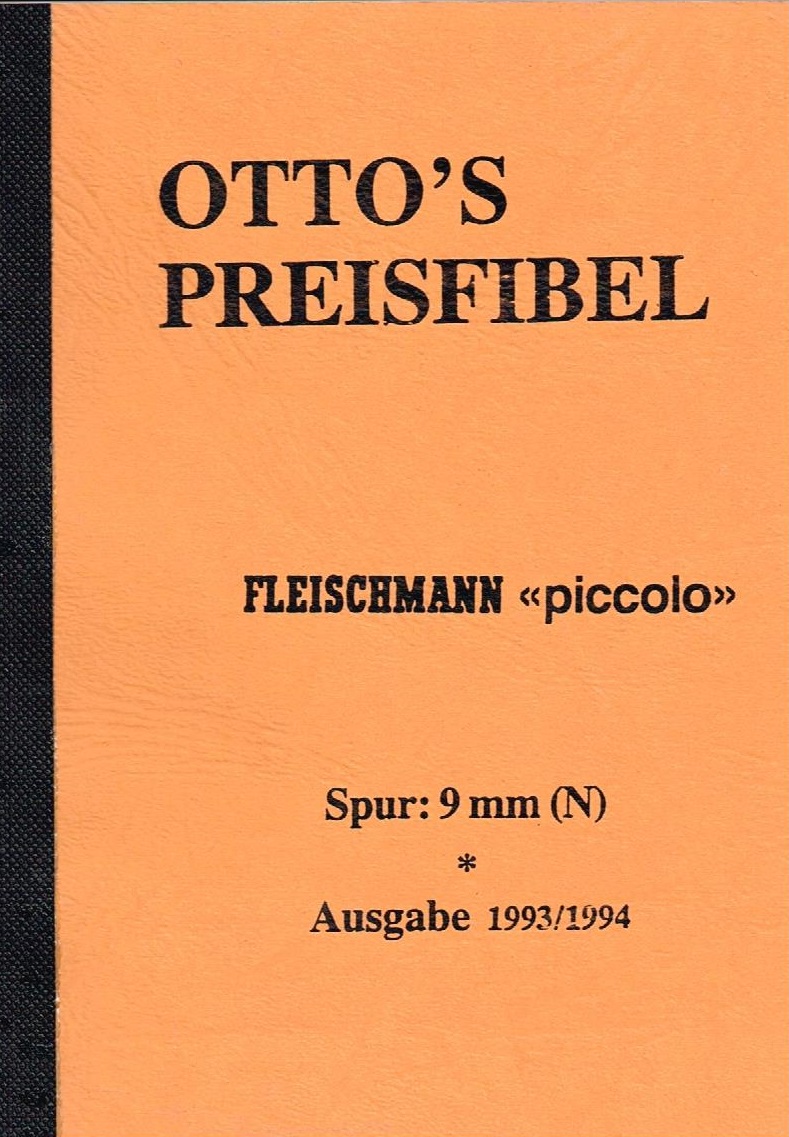 OTTO'S
PREISFIBEL
FLEISCHMANN «piccolo»
Spur: 9 mm (N)
*
Ausgabe 1993/1994